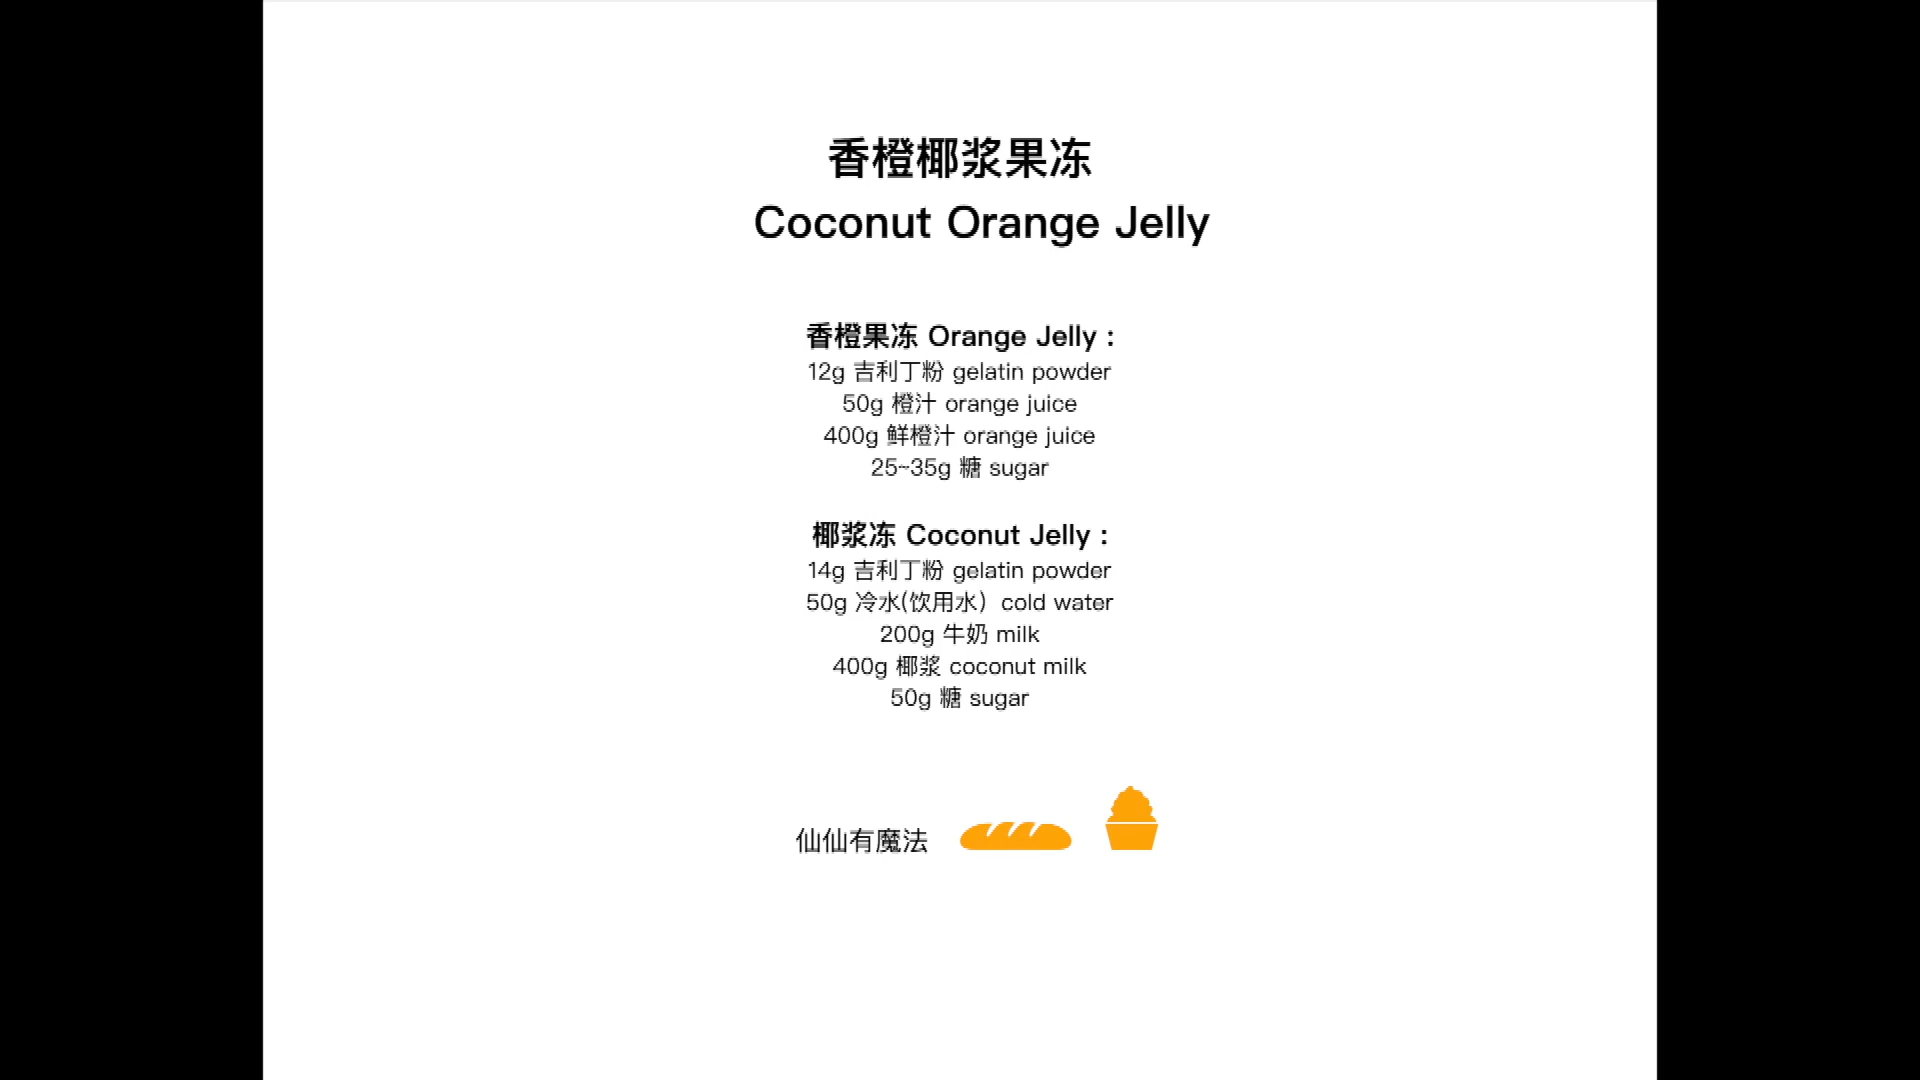 香橙椰浆果冻
Coconut Orange Jelly
香橙果冻 Orange Jelly :
12g 吉利丁粉 gelatin powder
50g 橙汁 orange juice
400g 鲜橙汁 orange juice
25~35g 糖 sugar
椰浆冻 Coconut Jelly :
14g 吉利丁粉 gelatin powder
50g 冷水(饮用水）cold water
200g 牛奶 milk
400g 椰浆 coconut milk
50g 糖 sugar
仙仙有魔法